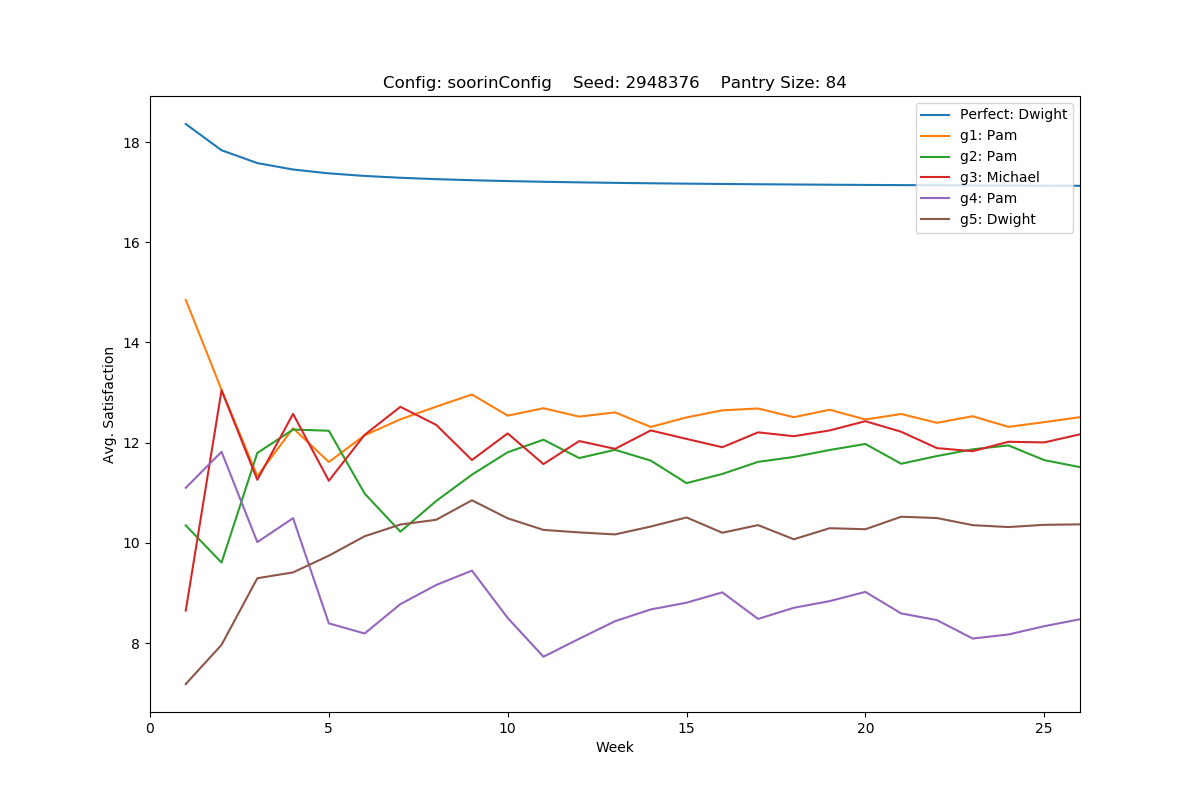 Config: soorinConfig    Seed: 2948376    Pantry Size: 84
Perfect: Dwight
g1: Pam
g2: Pam
g3: Michael
g4: Pam
g5: Dwight
Avg. Satisfaction
18
16
14
12
10
8
0 5 10 15 20 25
Week